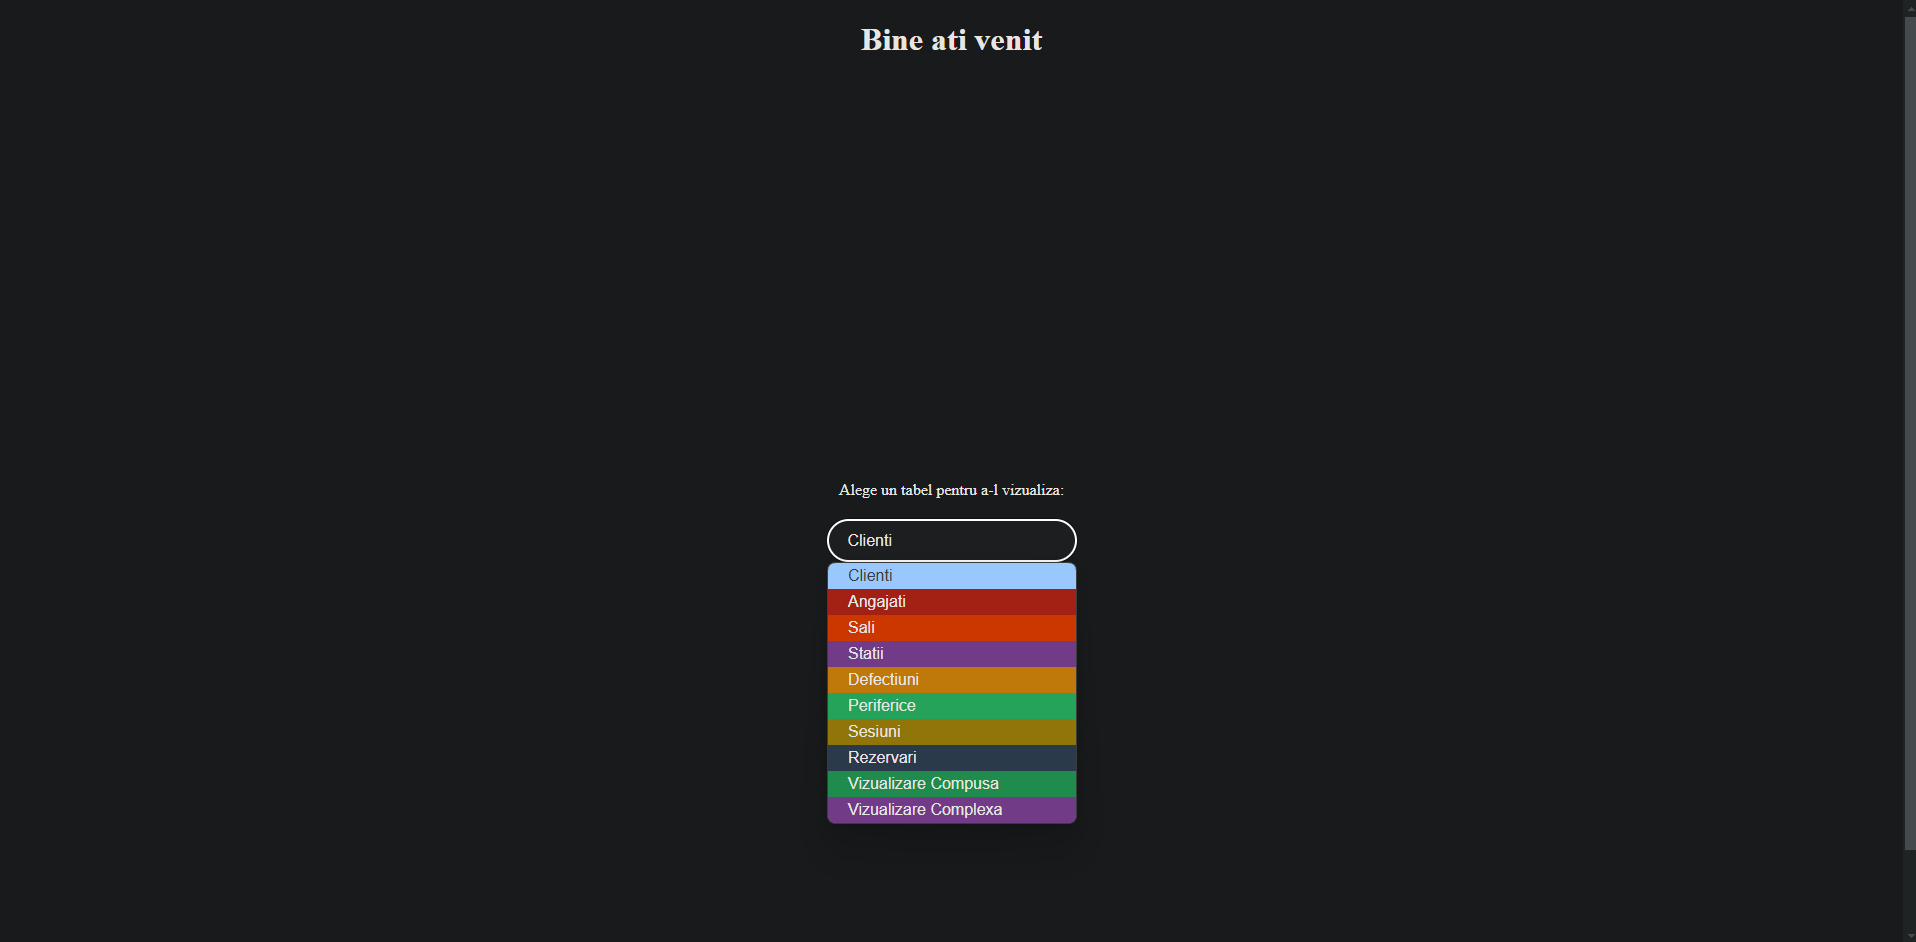 Bine ati venit
Alege un tabel pentru a-l vizualiza:
Clienti
Clienti
Angajati
Sali
Statii
Defectiuni
Periferice
Sesiuni
Rezervari
Vizualizare Compusa
Vizualizare Complexa